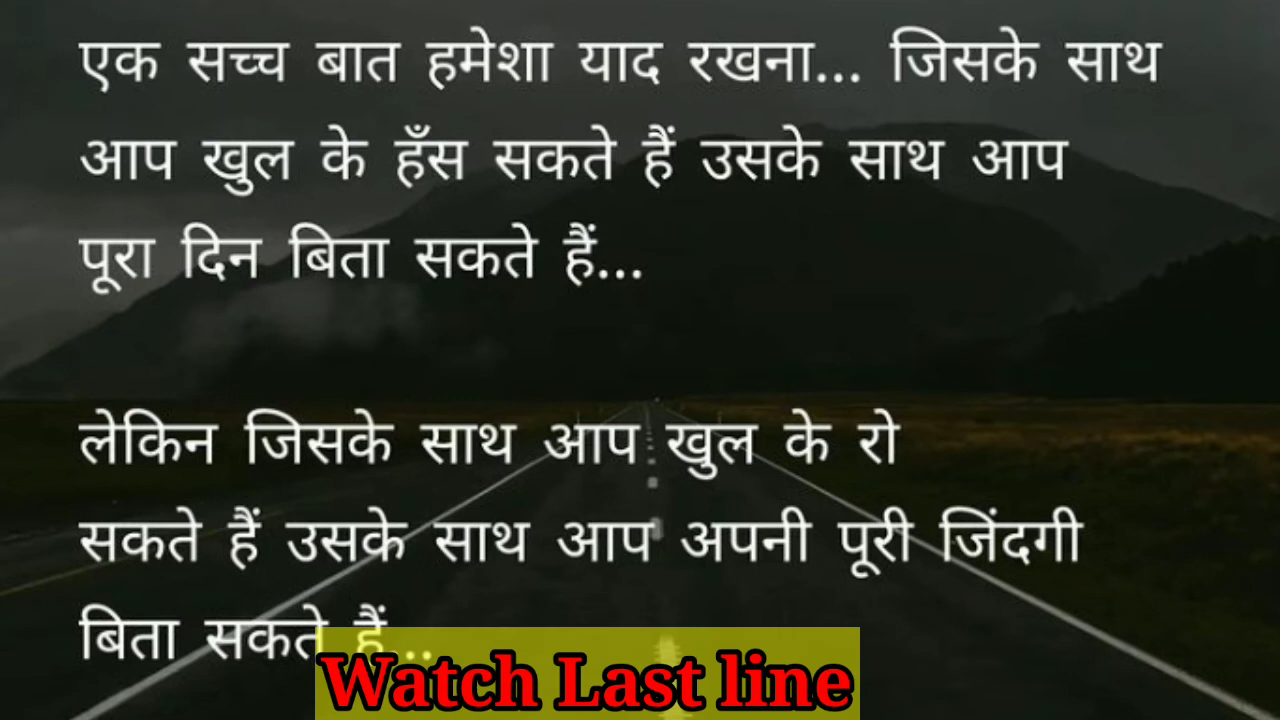 एक सच्च बात हमेशा याद रखना... जिसके साथ
आप खुल के हँस सकते हैं उसके साथ आप
पूरा दिन बिता सकते हैं...
लेकिन जिसके साथ आप खुल के रो
सकते हैं उसके साथ आप अपनी पूरी जिंदगी
बिता सकते हैं...
Watch Last line